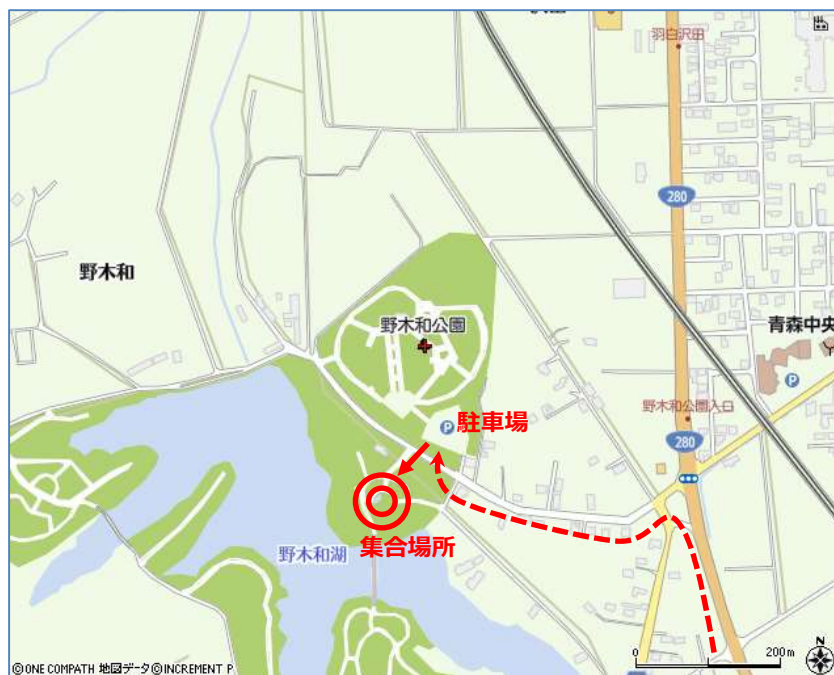 羽白沢田
280
野木和
野木和公園
青森中央
P
野木和公園入口
P
駐車場
280
集合場所
野木和湖
N
0 200m
©ONE COMPATH 地図データ©INCREMENT P